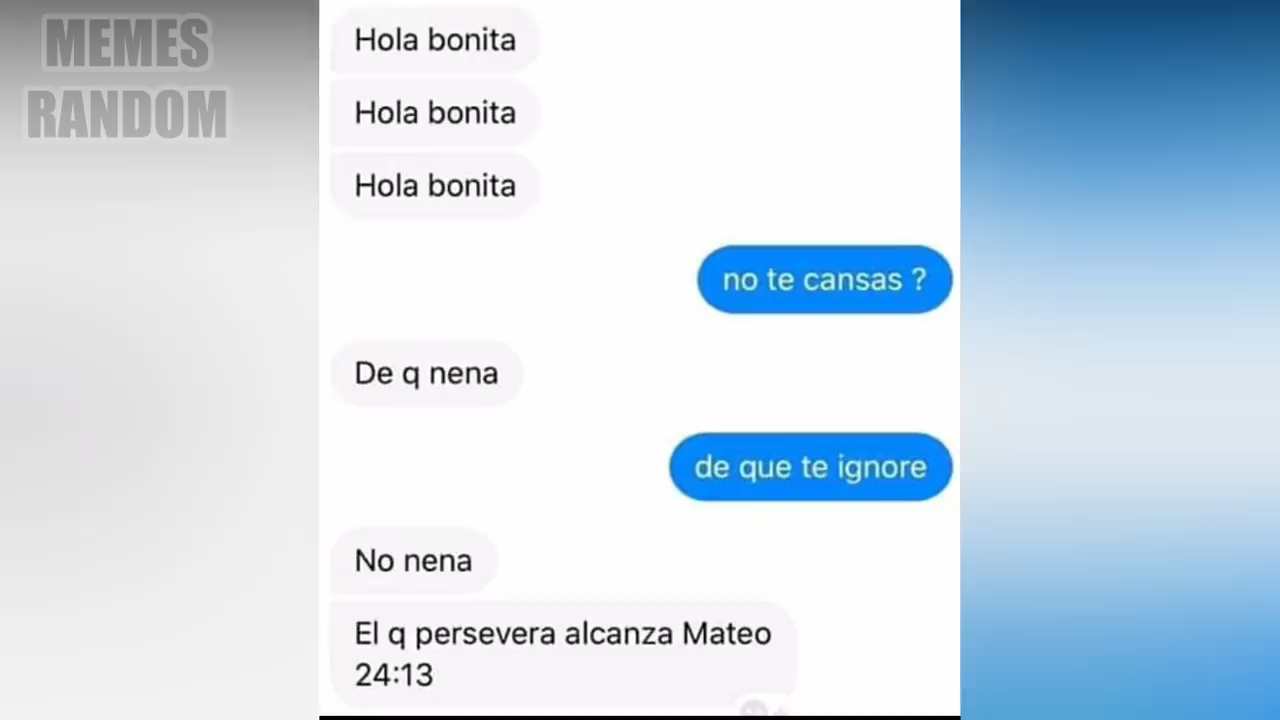 MEMES
RANDOM
Hola bonita
Hola bonita
Hola bonita
no te cansas ?
De q nena
de que te ignore
No nena
El q persevera alcanza Mateo
24:13